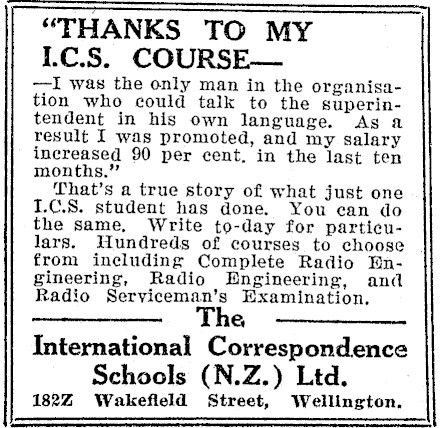 “THANKS TO MY
I.C.S. COURSE—
—I was the only man in the organisa-
tion who could talk to the superin-
tendent in his own language. As a
result I was promoted, and my salary
increased 90 per cent. in the last ten
months.”
That's a true story of what just one
I.C.S. student has done. You can do
the same. Write to-day for particu-
lars. Hundreds of courses to choose
from including Complete Radio En-
gineering, Radio Engineering, and
Radio Serviceman's Examination.
The
International Correspondence
Schools (N.Z.) Ltd.
182Z Wakefield Street, Wellington.